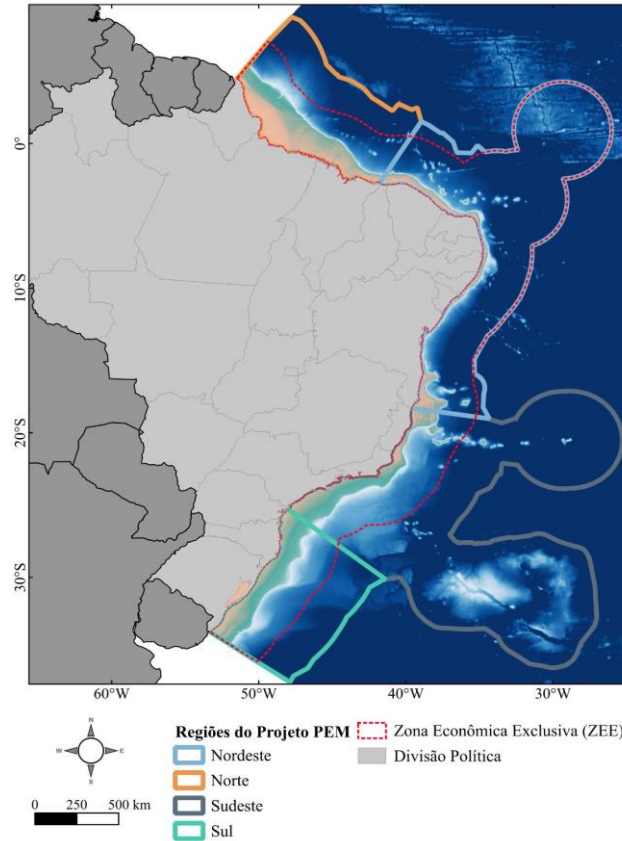 0°
10°S
20°S
30°S
60°W
50°W
40°W
30°W
N
W
E
S
0
250
500 km
Regiões do Projeto PEM
Nordeste
Norte
Sudeste
Sul
Zona Econômica Exclusiva (ZEE)
Divisão Política